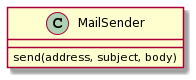 C MailSender
send(address, subject, body)